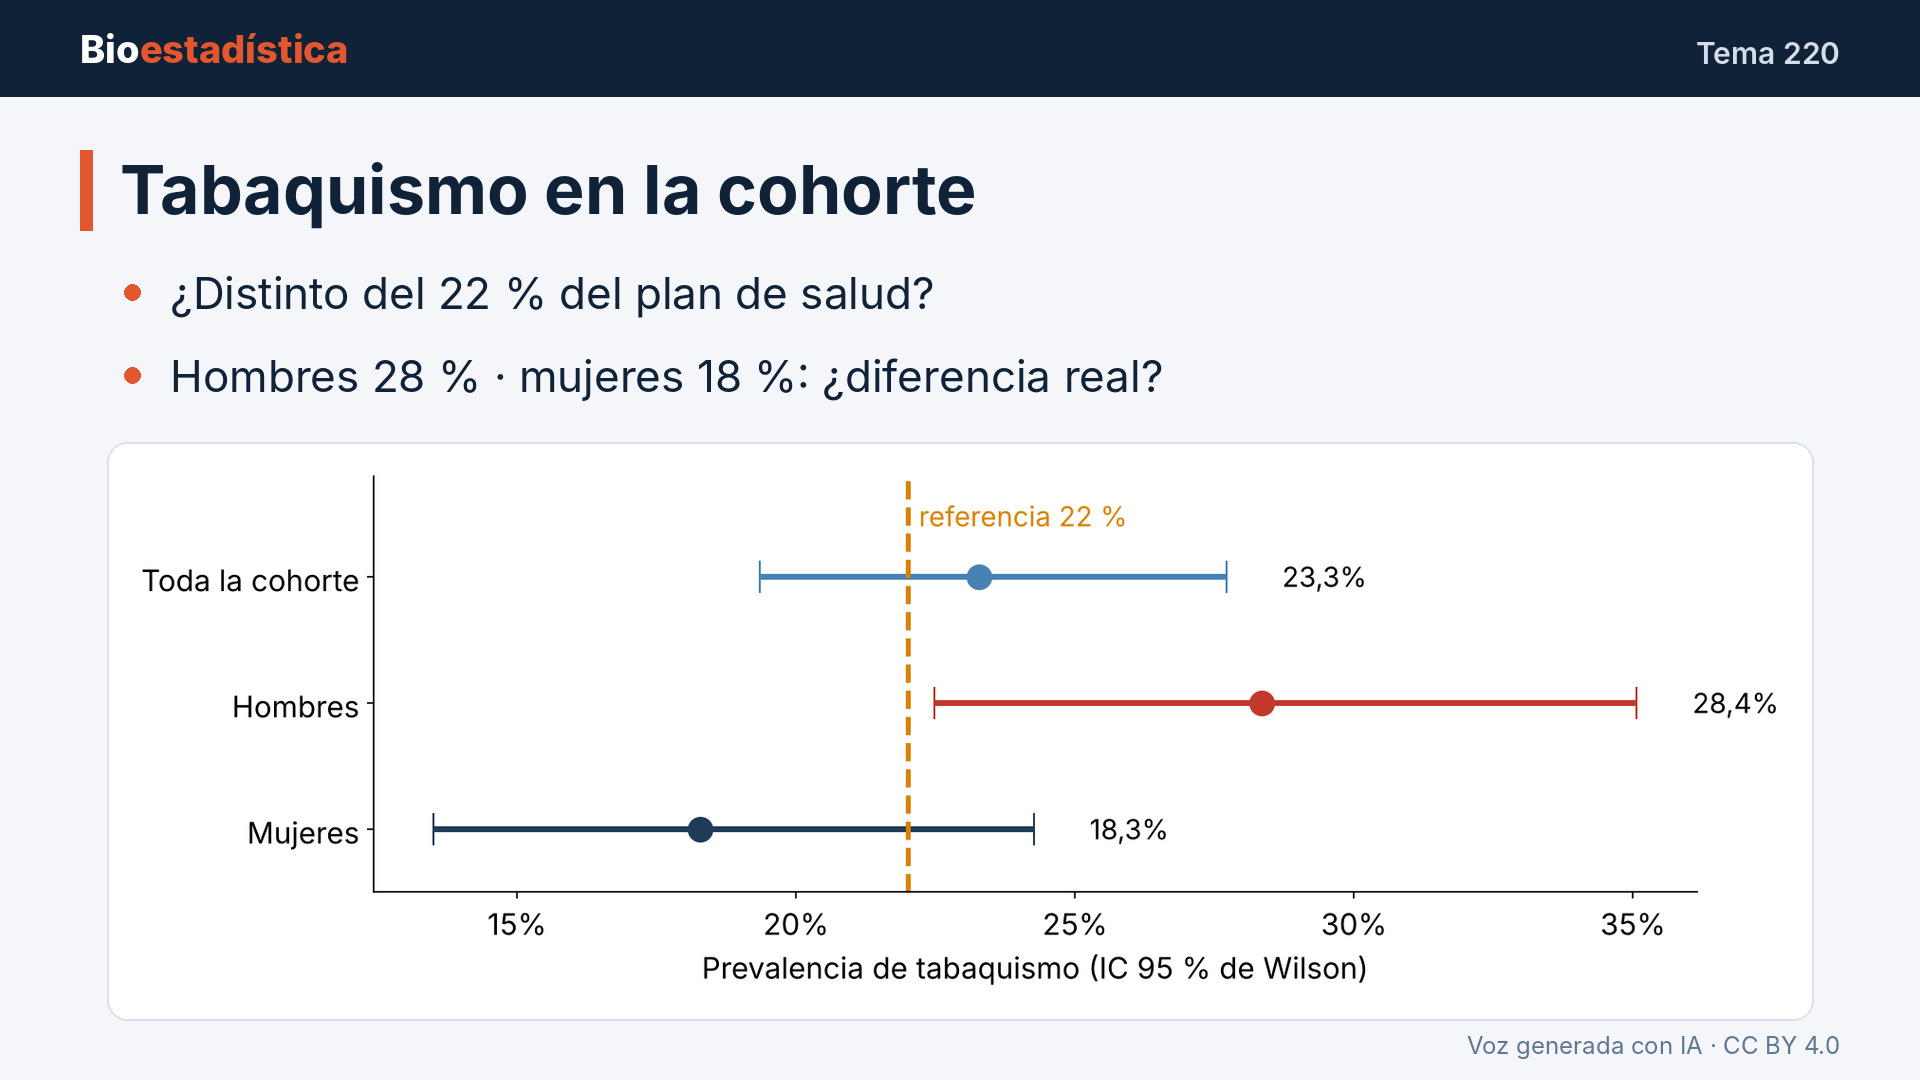 Bioestadística
Tema 220
Tabaquismo en la cohorte
¿Distinto del 22 % del plan de salud?
Hombres 28 % · mujeres 18 %: ¿diferencia real?
referencia 22 %
Toda la cohorte
23,3%
Hombres
28,4%
Mujeres
18,3%
15%
20%
25%
30%
35%
Prevalencia de tabaquismo (IC 95 % de Wilson)
Voz generada con IA · CC BY 4.0